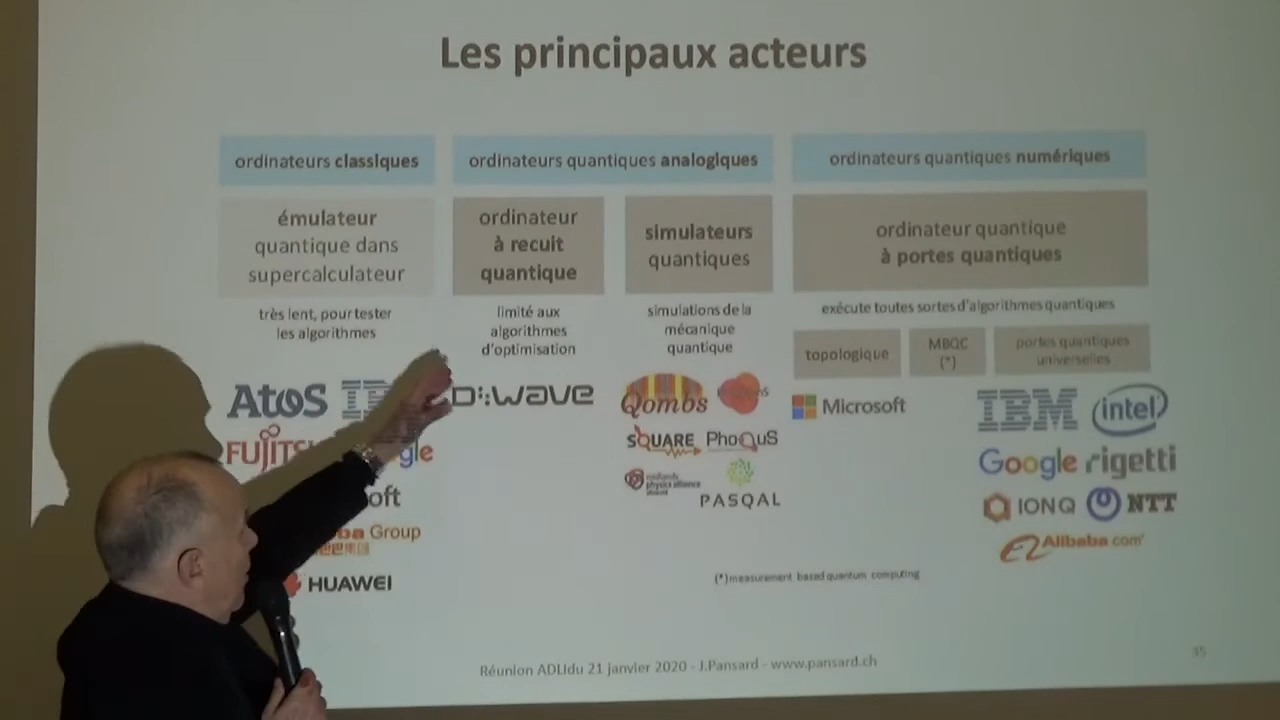 Les principaux acteurs
ordinateurs classiques
ordinateurs quantiques analogiques
ordinateurs quantiques numériques
émulateur
quantique dans
supercalculateur
ordinateur
à recuit
quantique
simulateurs
quantiques
ordinateur quantique
à portes quantiques
très lent, pour tester
les algorithmes
limité aux
algorithmes
d'optimisation
simulations de la
mécanique
quantique
exécute toutes sortes d'algorithmes quantiques
topologique
MBQC
(*)
portes quantiques
universelles
Atos
FUJITS
gle
oft
ba Group
HUAWEI
D:wave
Qombs
SQUARE PhoQuS
PASQAL
Microsoft
IBM intel
Google rigetti
IONQ NTT
Alibaba.com
(*)measurement based quantum computing
Réunion ADLIdu 21 janvier 2020 - J.Pansard - www.pansard.ch
35